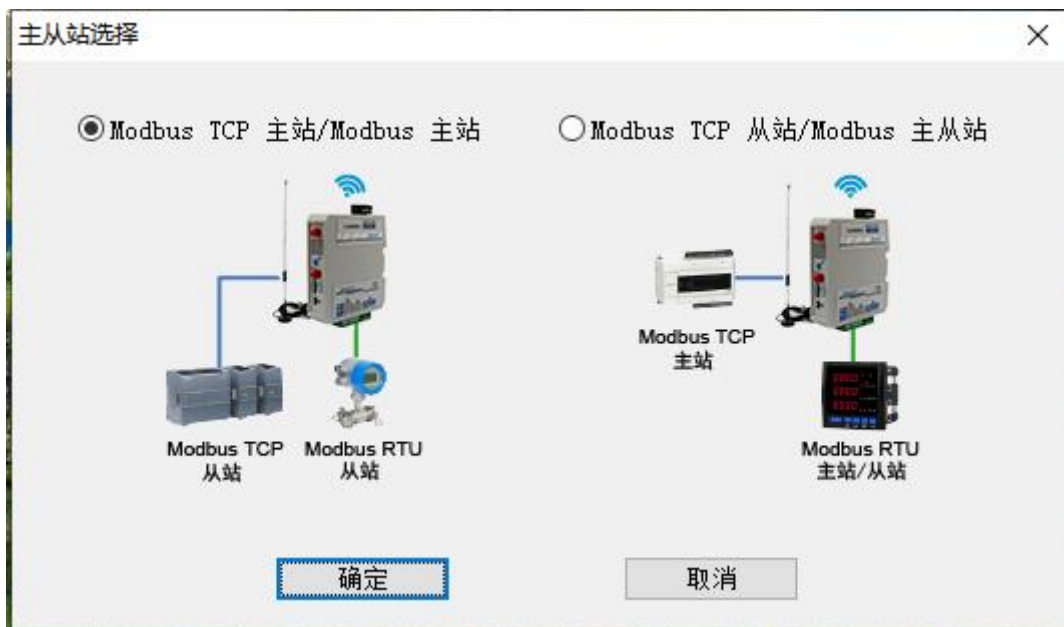 主从站选择
Modbus TCP 主站/Modbus 主站
Modbus TCP 从站/Modbus 主从站
Modbus TCP
从站
Modbus RTU
从站
Modbus TCP
主站
Modbus RTU
主站/从站
确定
取消